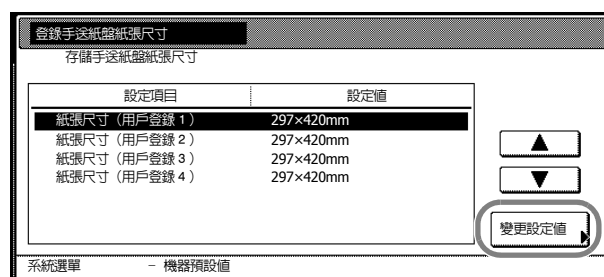 登錄手送紙盤紙張尺寸
存儲手送紙盤紙張尺寸
設定項目 設定值
紙張尺寸（用戶登錄 1 ） 297×420mm
紙張尺寸（用戶登錄 2 ） 297×420mm
紙張尺寸（用戶登錄 3 ） 297×420mm
紙張尺寸（用戶登錄 4 ） 297×420mm
變更設定值
系統選單 － 機器預設值